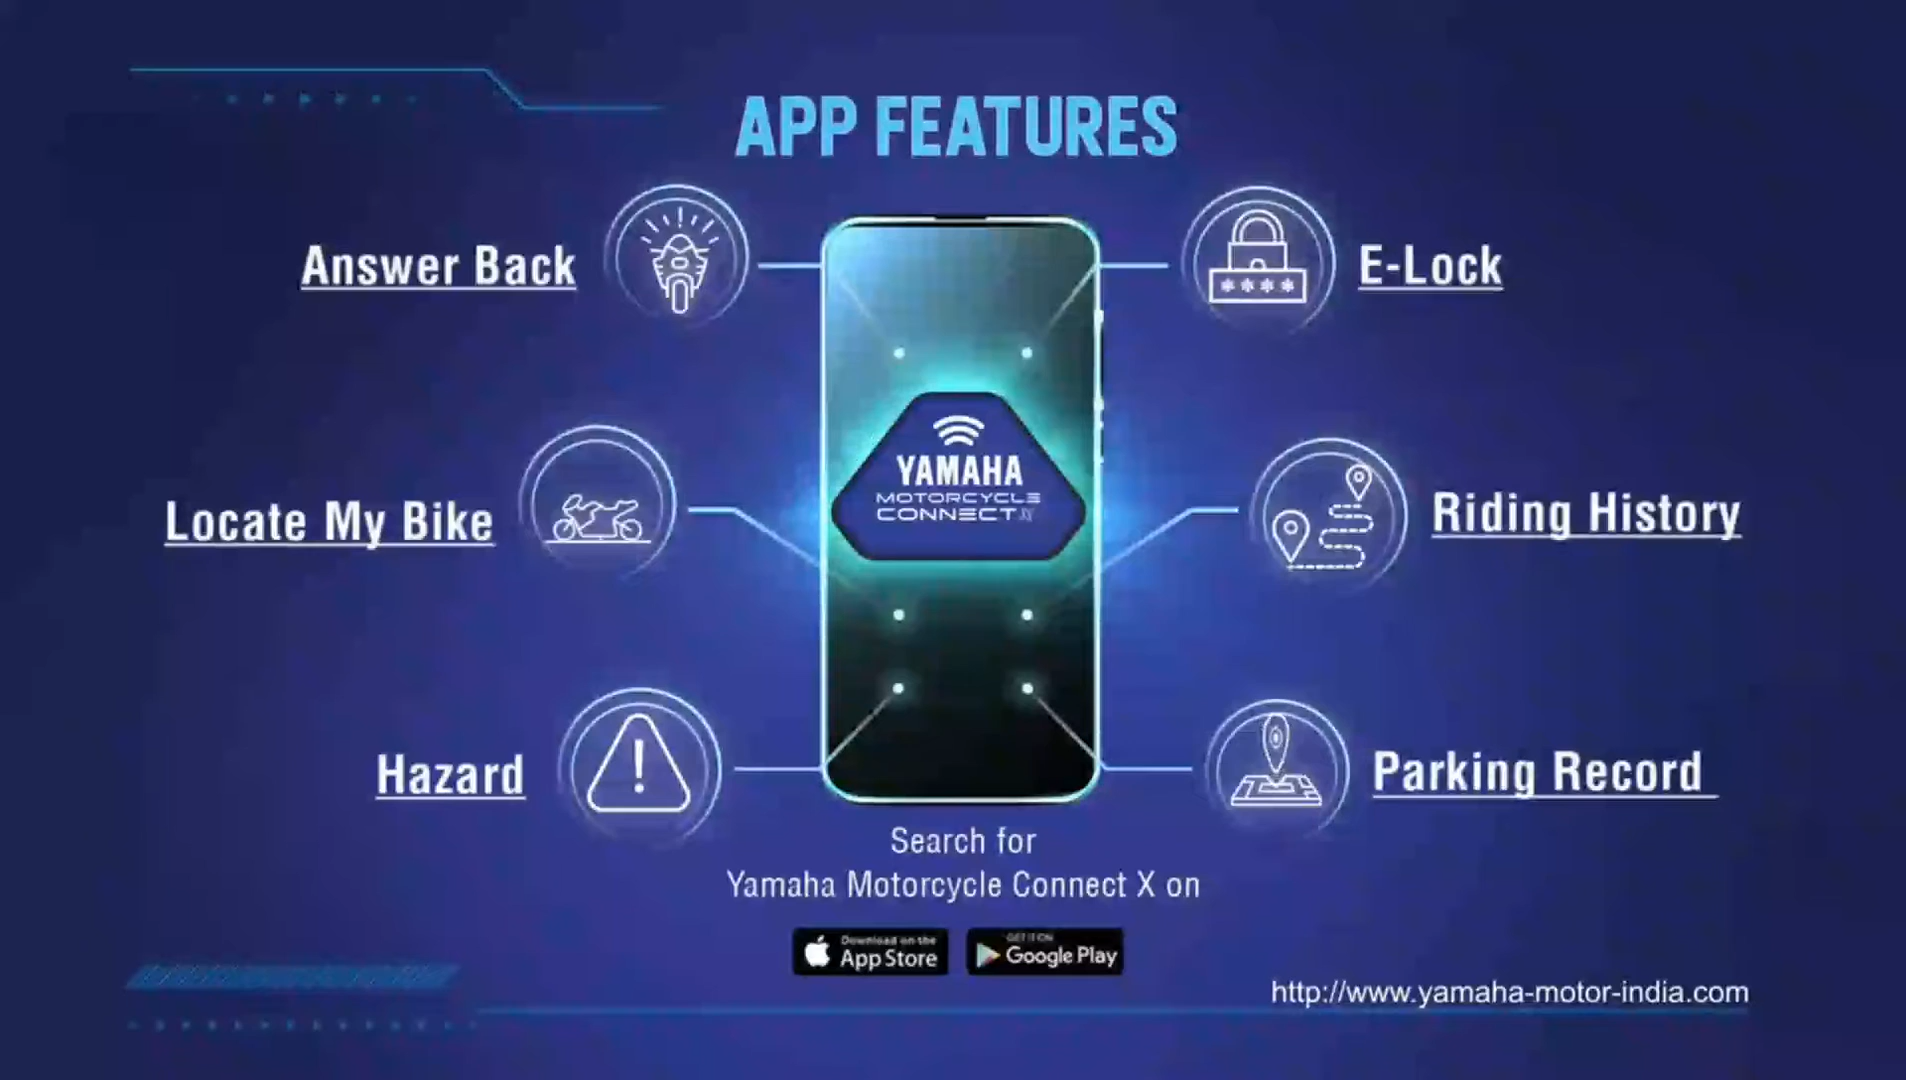 APP FEATURES
Answer Back
E-Lock
Locate My Bike
YAMAHA
MOTORCYCLE
CONNECT X
Riding History
Hazard
Parking Record
****
Search for
Yamaha Motorcycle Connect X on
Download on the
App Store
GET IT ON
Google Play
http://www.yamaha-motor-india.com